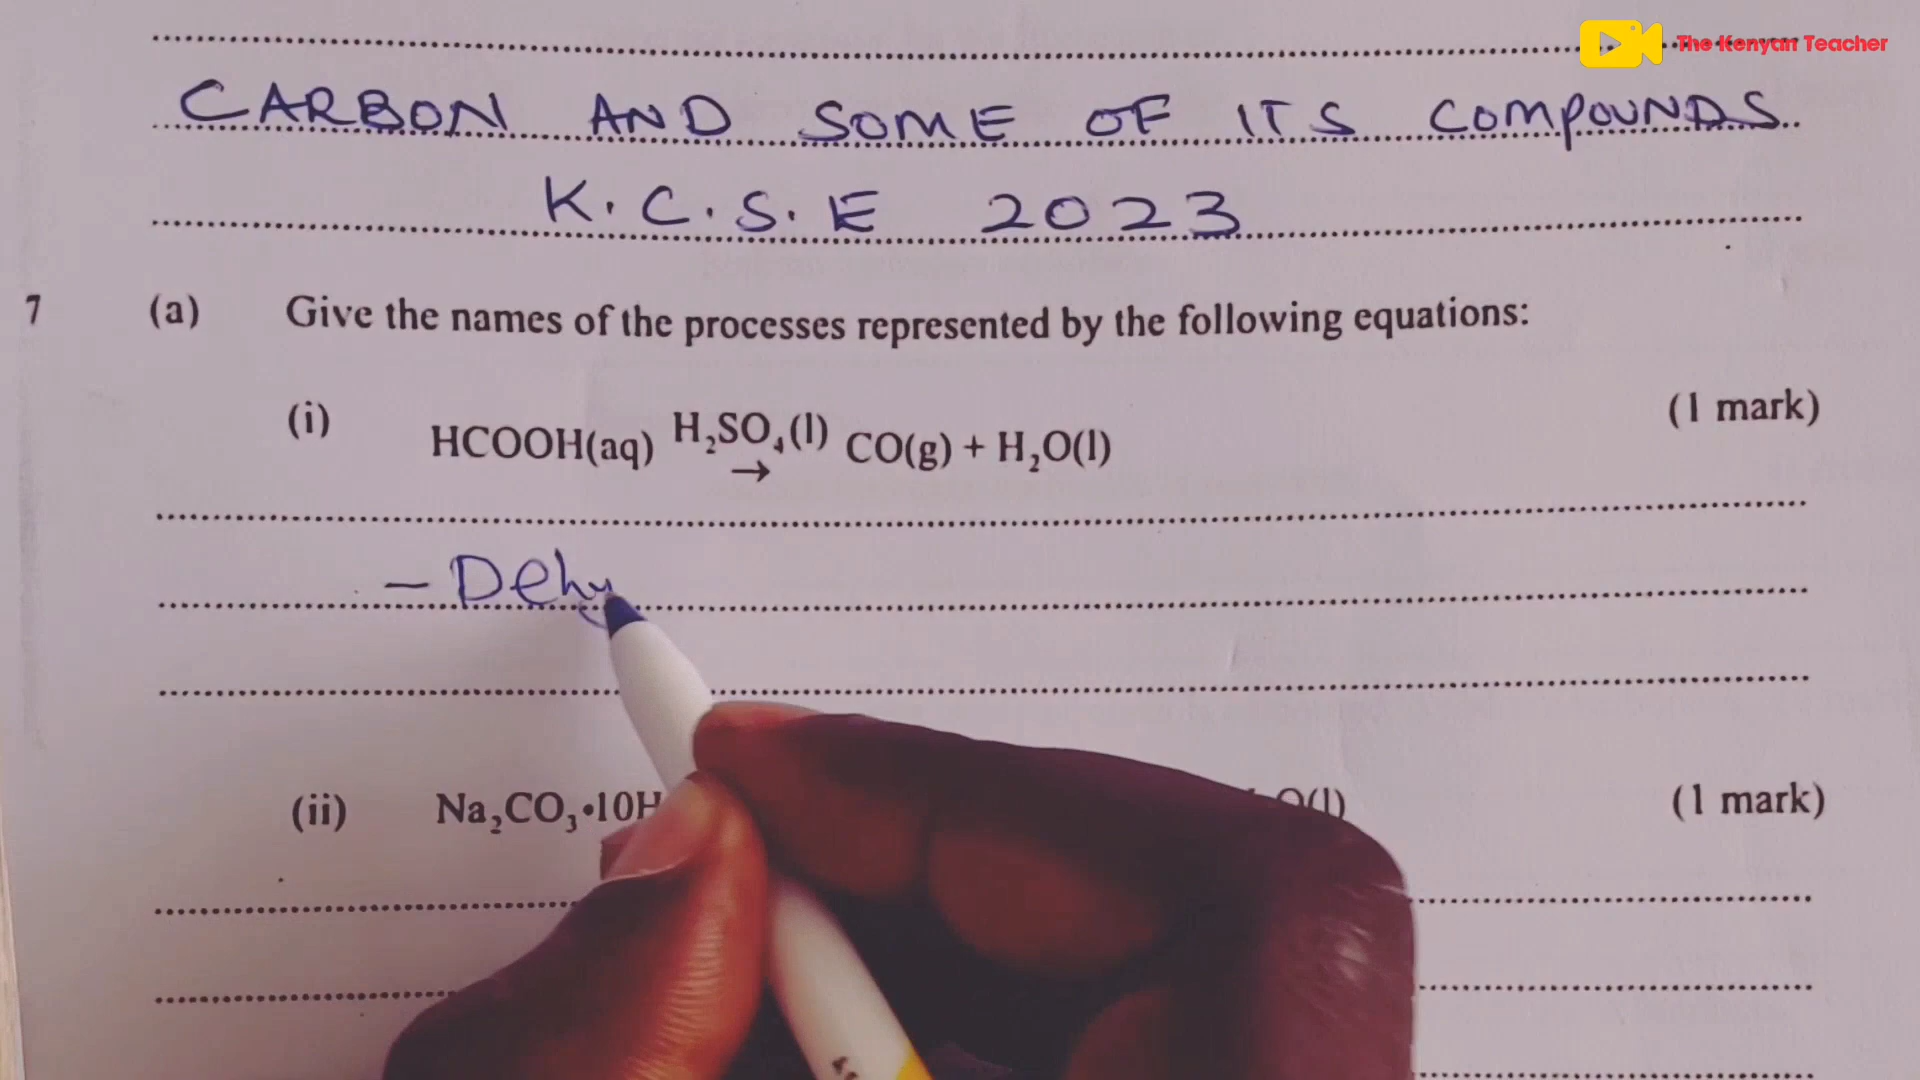 The Kenyan Teacher
CARBON AND SOME OF ITS COMPOUNDS
K.C.S.E 2023
7 (a) Give the names of the processes represented by the following equations:
(i) HCOOH(aq) H₂SO₄(l) → CO(g) + H₂O(l) (1 mark)
– Dehy
(ii) Na₂CO₃•10H O(l) (1 mark)